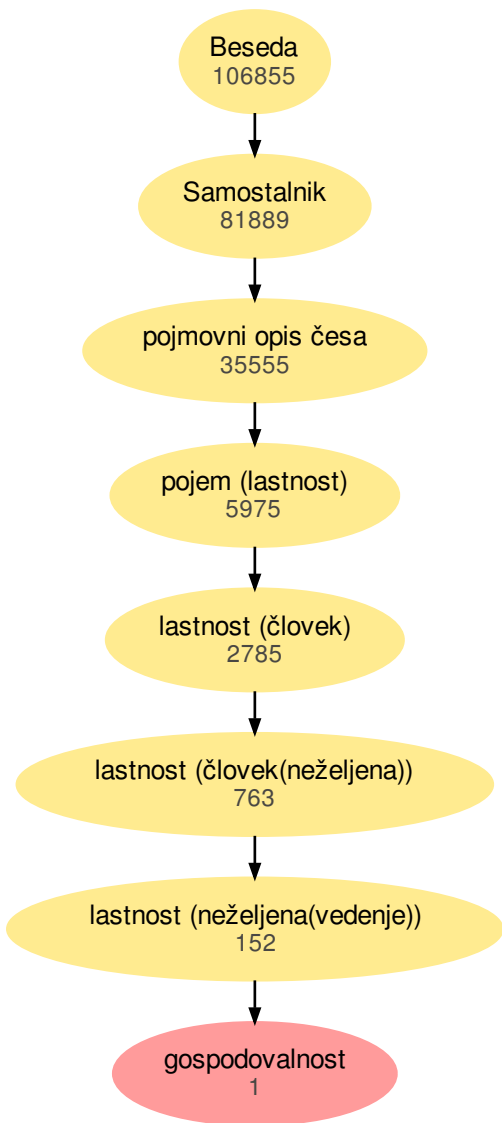 Beseda
106855
Samostalnik
81889
pojmovni opis česa
35555
pojem (lastnost)
5975
lastnost (človek)
2785
lastnost (človek(neželjena))
763
lastnost (neželjena(vedenje))
152
gospodovalnost
1